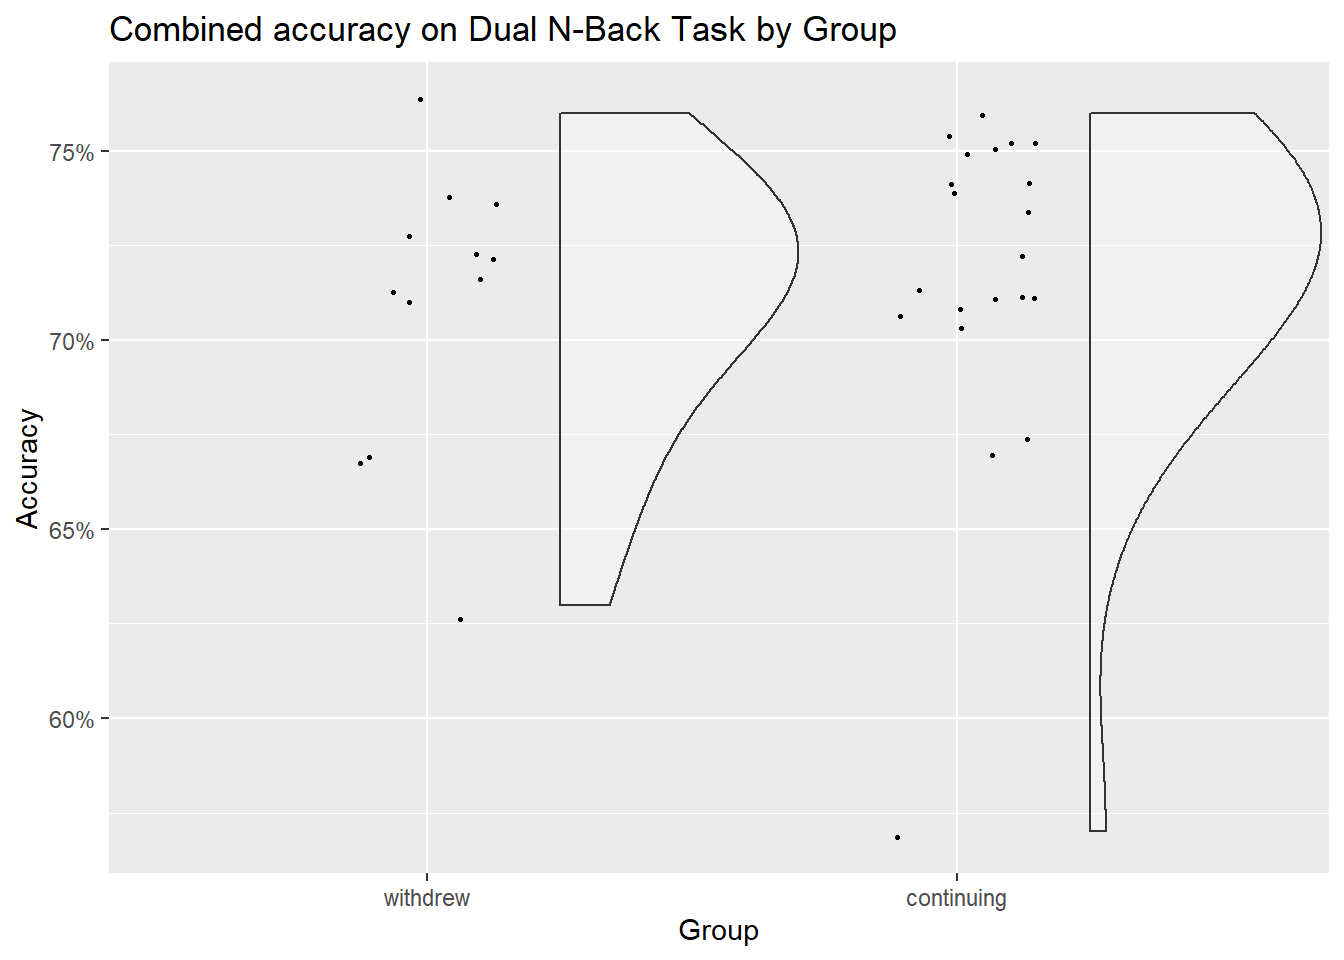 Combined accuracy on Dual N-Back Task by Group
Accuracy
75%
70%
65%
60%
withdrew
continuing
Group